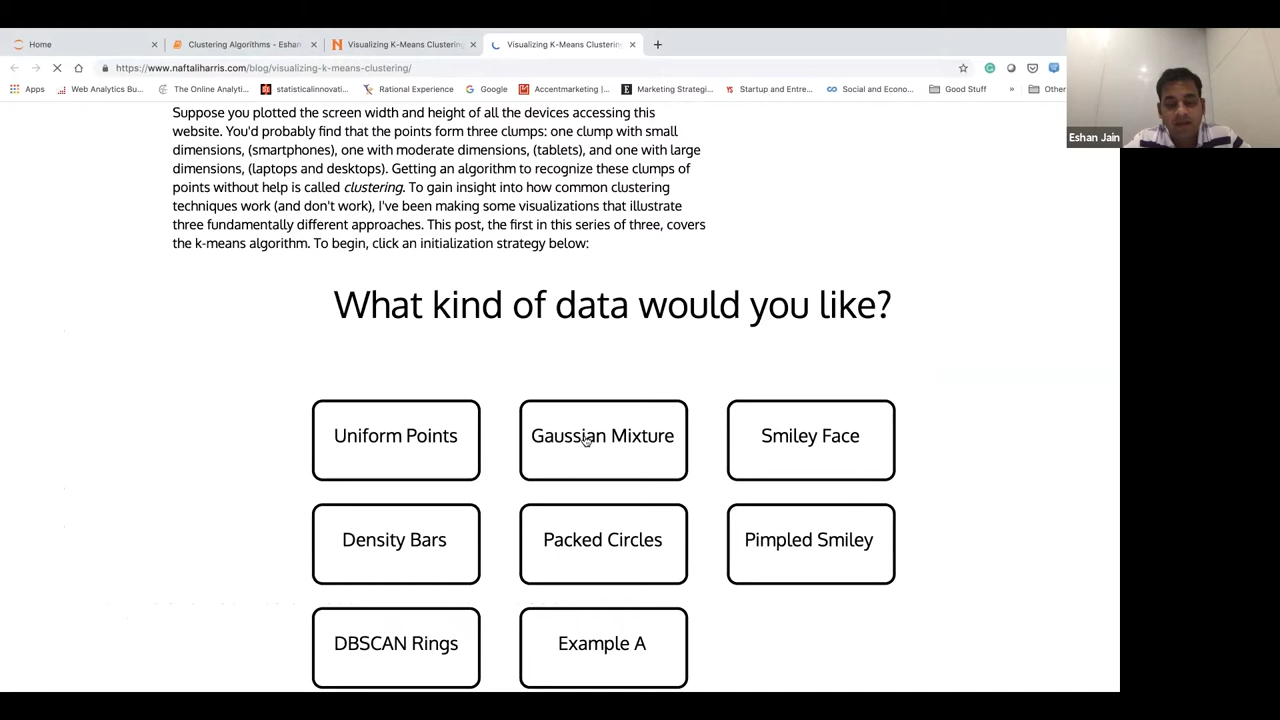 Home
Clustering Algorithms - Eshan
Visualizing K-Means Clustering
Visualizing K-Means Clustering
https://www.naftaliharris.com/blog/visualizing-k-means-clustering/
Apps
Web Analytics Bu...
The Online Analyti...
statisticalinnovati...
Rational Experience
Google
Accentmarketing |...
Marketing Strategi...
Startup and Entre...
Social and Econo...
Good Stuff
»
Other
Eshan Jain
Suppose you plotted the screen width and height of all the devices accessing this
website. You'd probably find that the points form three clumps: one clump with small
dimensions, (smartphones), one with moderate dimensions, (tablets), and one with large
dimensions, (laptops and desktops). Getting an algorithm to recognize these clumps of
points without help is called clustering. To gain insight into how common clustering
techniques work (and don't work), I've been making some visualizations that illustrate
three fundamentally different approaches. This post, the first in this series of three, covers
the k-means algorithm. To begin, click an initialization strategy below:
What kind of data would you like?
Uniform Points
Gaussian Mixture
Smiley Face
Density Bars
Packed Circles
Pimpled Smiley
DBSCAN Rings
Example A